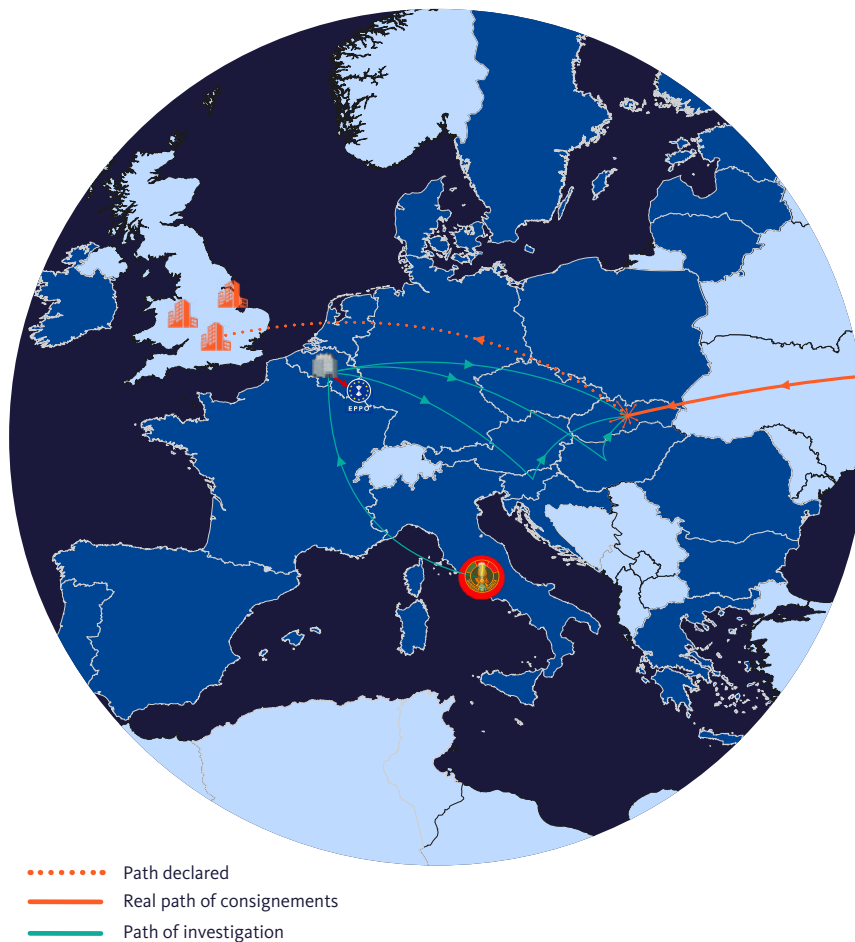 EPPO
Path declared
Real path of consignements
Path of investigation